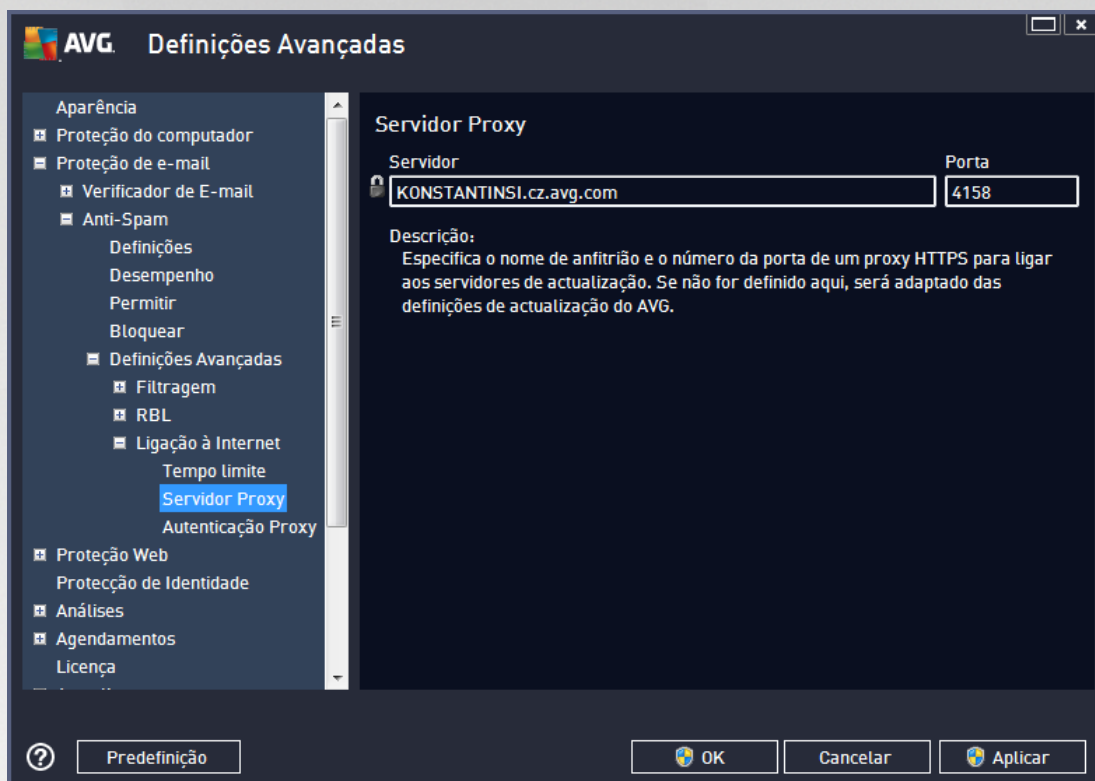 AVG. Definições Avançadas
Aparência
Proteção do computador
Proteção de e-mail
Verificador de E-mail
Anti-Spam
Definições
Desempenho
Permitir
Bloquear
Definições Avançadas
Filtragem
RBL
Ligação à Internet
Tempo limite
Servidor Proxy
Autenticação Proxy
Proteção Web
Protecção de Identidade
Análises
Agendamentos
Licença
Servidor Proxy
Servidor Porta
KONSTANTINSI.cz.avg.com 4158
Descrição:
Especifica o nome de anfitrião e o número da porta de um proxy HTTPS para ligar
aos servidores de actualização. Se não for definido aqui, será adaptado das
definições de actualização do AVG.
Predefinição OK Cancelar Aplicar